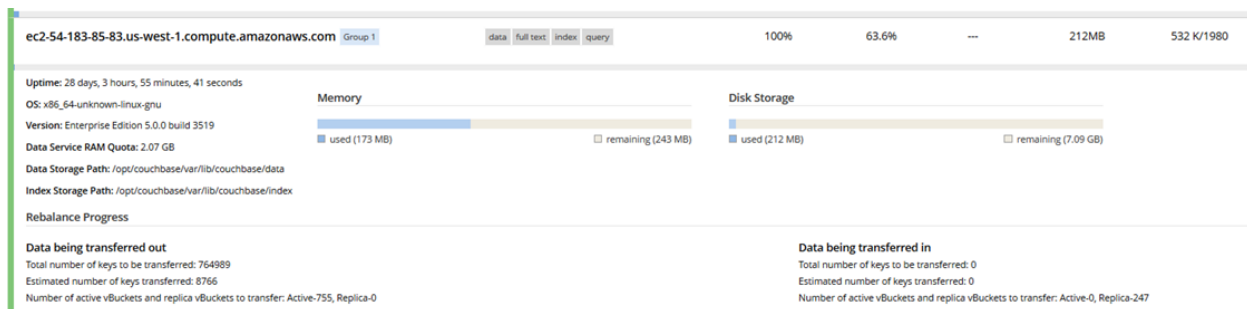 ec2-54-183-85-83.us-west-1.compute.amazonaws.com Group 1 data full text index query 100% 63.6% --- 212MB 532 K/1980
Uptime: 28 days, 3 hours, 55 minutes, 41 seconds
OS: x86_64-unknown-linux-gnu
Version: Enterprise Edition 5.0.0 build 3519
Data Service RAM Quota: 2.07 GB
Data Storage Path: /opt/couchbase/var/lib/couchbase/data
Index Storage Path: /opt/couchbase/var/lib/couchbase/index
Memory
used (173 MB) remaining (243 MB)
Disk Storage
used (212 MB) remaining (7.09 GB)
Rebalance Progress
Data being transferred out
Total number of keys to be transferred: 764989
Estimated number of keys transferred: 8766
Number of active vBuckets and replica vBuckets to transfer: Active-755, Replica-0
Data being transferred in
Total number of keys to be transferred: 0
Estimated number of keys transferred: 0
Number of active vBuckets and replica vBuckets to transfer: Active-0, Replica-247